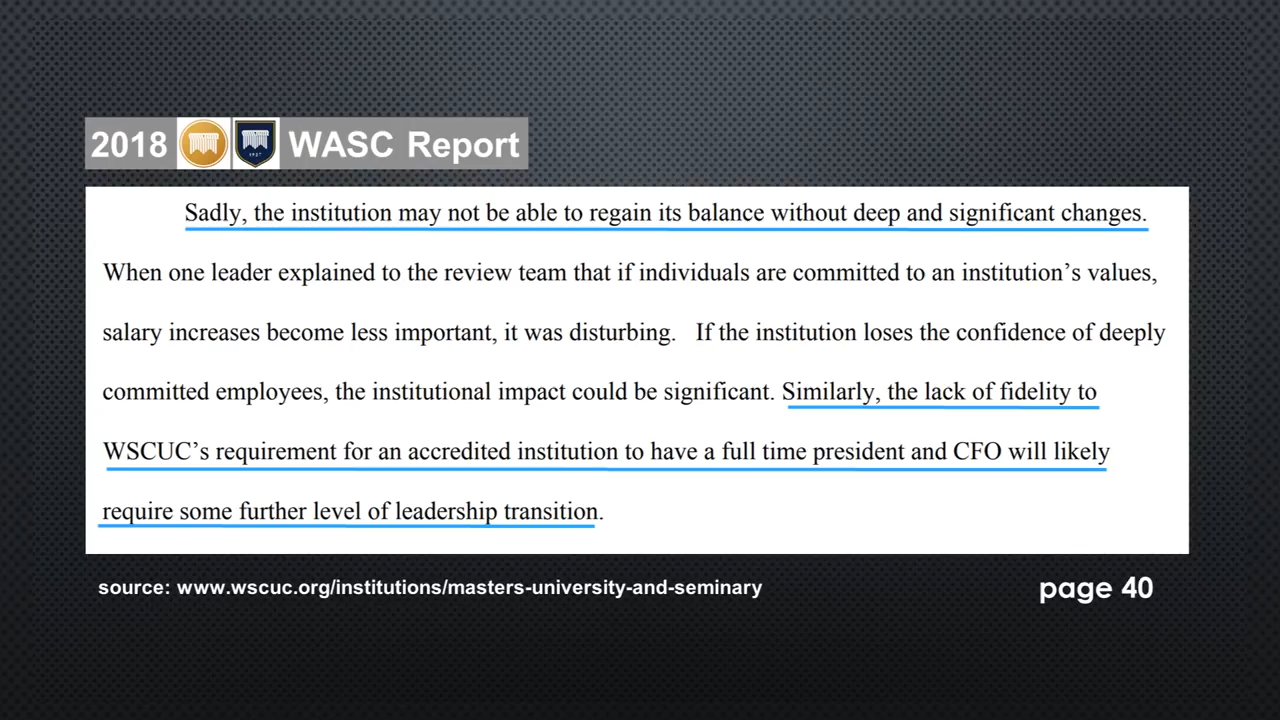 2018 WASC Report
1927
Sadly, the institution may not be able to regain its balance without deep and significant changes.
When one leader explained to the review team that if individuals are committed to an institution’s values,
salary increases become less important, it was disturbing. If the institution loses the confidence of deeply
committed employees, the institutional impact could be significant. Similarly, the lack of fidelity to
WSCUC’s requirement for an accredited institution to have a full time president and CFO will likely
require some further level of leadership transition.
source: www.wscuc.org/institutions/masters-university-and-seminary
page 40